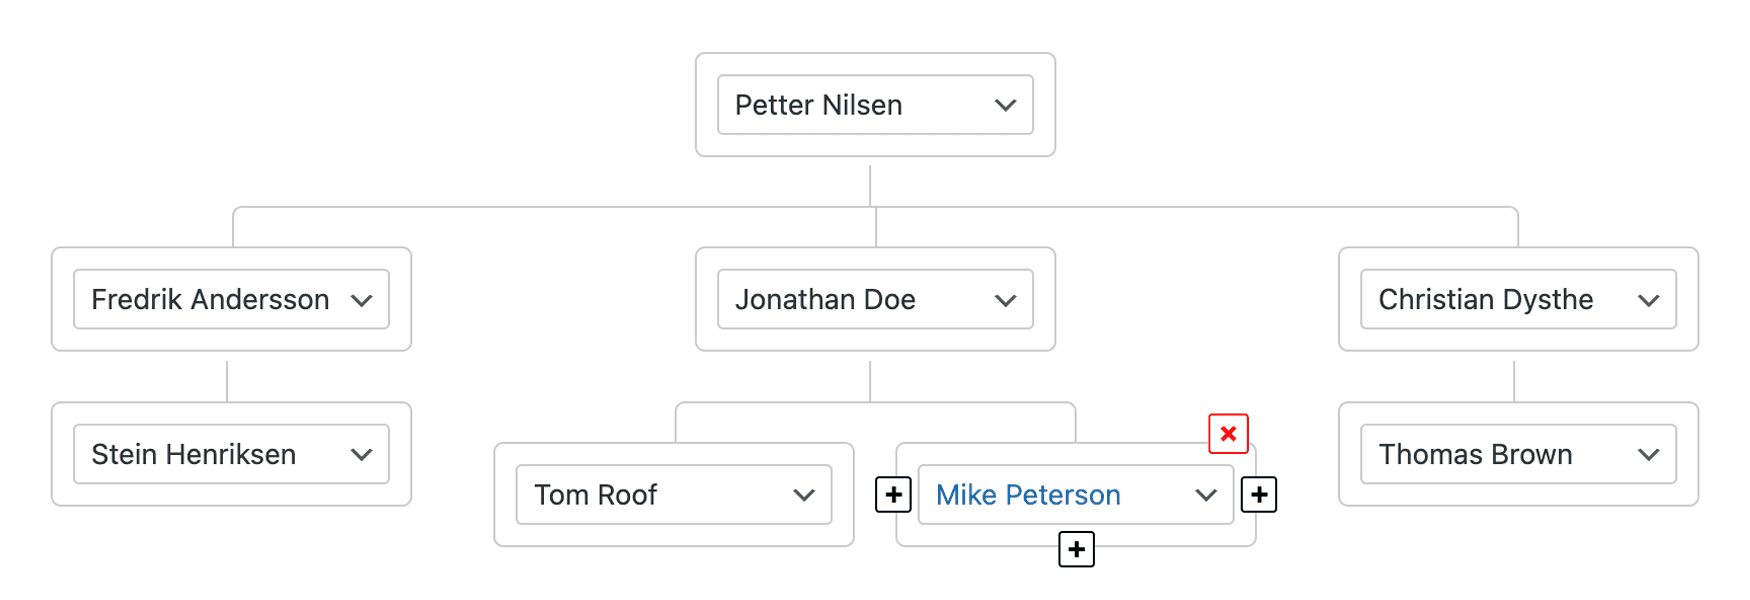 Petter Nilsen
Fredrik Andersson
Jonathan Doe
Christian Dysthe
Stein Henriksen
Tom Roof
Mike Peterson
Thomas Brown